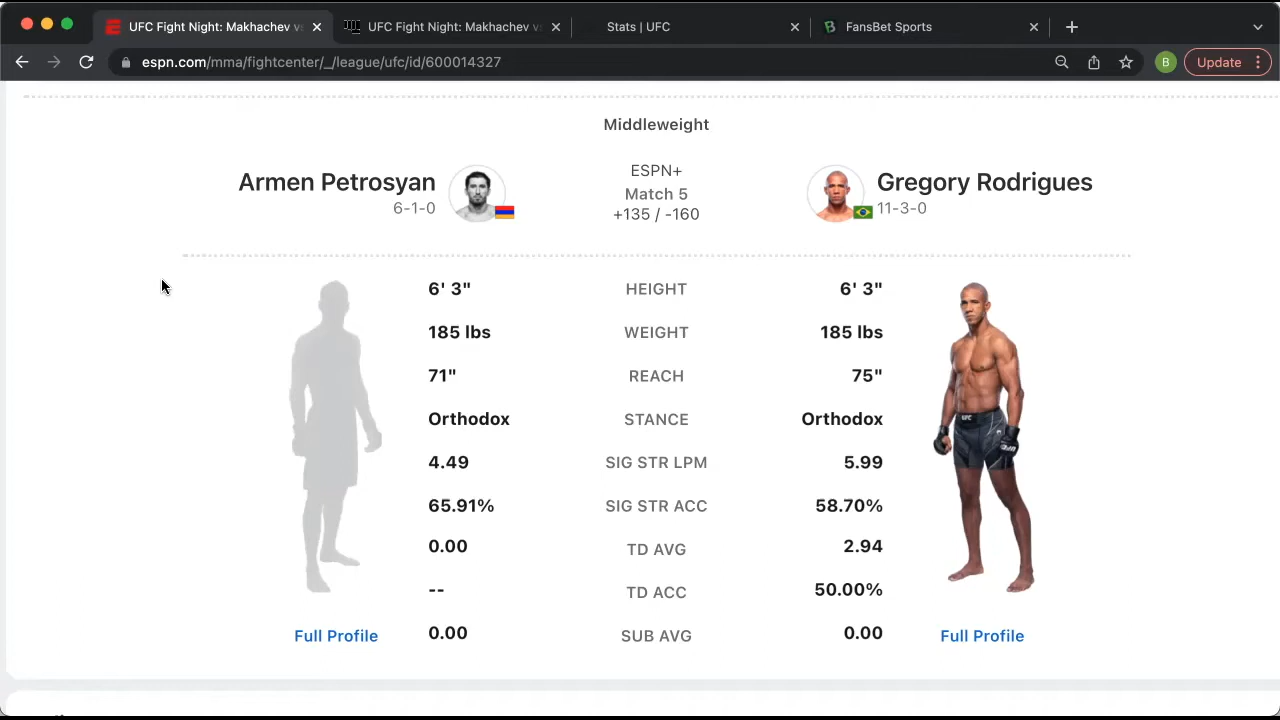 UFC Fight Night: Makhachev vs
UFC Fight Night: Makhachev v
Stats | UFC
FansBet Sports
espn.com/mma/fightcenter/_/league/ufc/id/600014327
B
Update
Middleweight
Armen Petrosyan
6-1-0
ESPN+
Match 5
+135 / -160
Gregory Rodrigues
11-3-0
6' 3" HEIGHT 6' 3"
185 lbs WEIGHT 185 lbs
71" REACH 75"
Orthodox STANCE Orthodox
4.49 SIG STR LPM 5.99
65.91% SIG STR ACC 58.70%
0.00 TD AVG 2.94
-- TD ACC 50.00%
Full Profile 0.00 SUB AVG 0.00 Full Profile